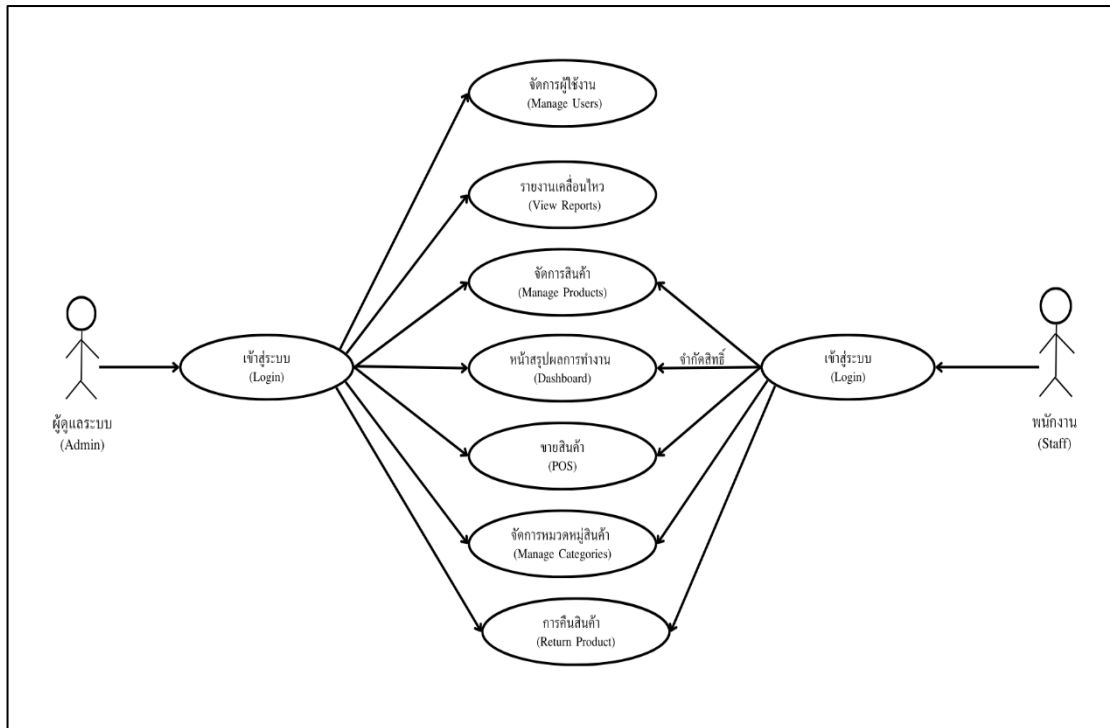 จัดการผู้ใช้งาน
(Manage Users)
รายงานเคลื่อนไหว
(View Reports)
จัดการสินค้า
(Manage Products)
เข้าสู่ระบบ
(Login)
หน้าสรุปผลการทำงาน
(Dashboard)
จำกัดสิทธิ์
เข้าสู่ระบบ
(Login)
ผู้ดูแลระบบ
(Admin)
พนักงาน
(Staff)
ขายสินค้า
(POS)
จัดการหมวดหมู่สินค้า
(Manage Categories)
การคืนสินค้า
(Return Product)